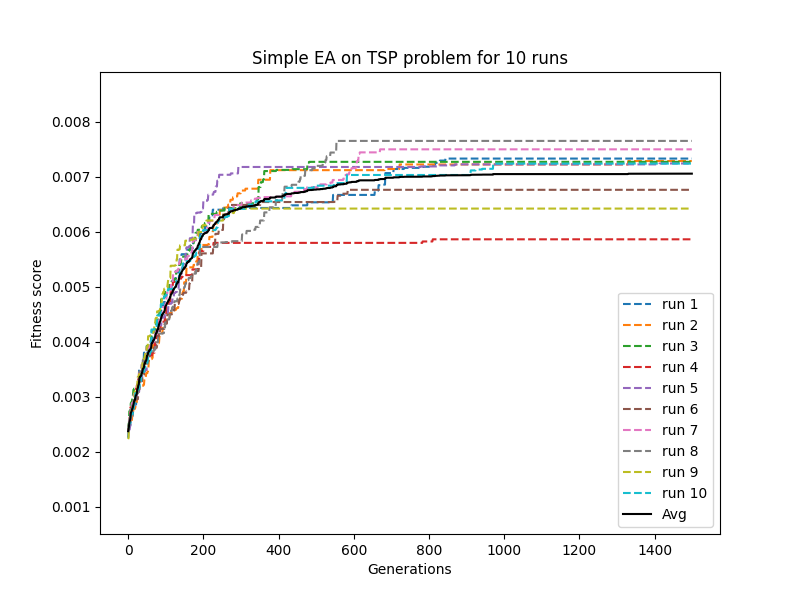 Simple EA on TSP problem for 10 runs
Fitness score
0.008
0.007
0.006
0.005
0.004
0.003
0.002
0.001
0 200 400 600 800 1000 1200 1400
Generations
run 1
run 2
run 3
run 4
run 5
run 6
run 7
run 8
run 9
run 10
Avg